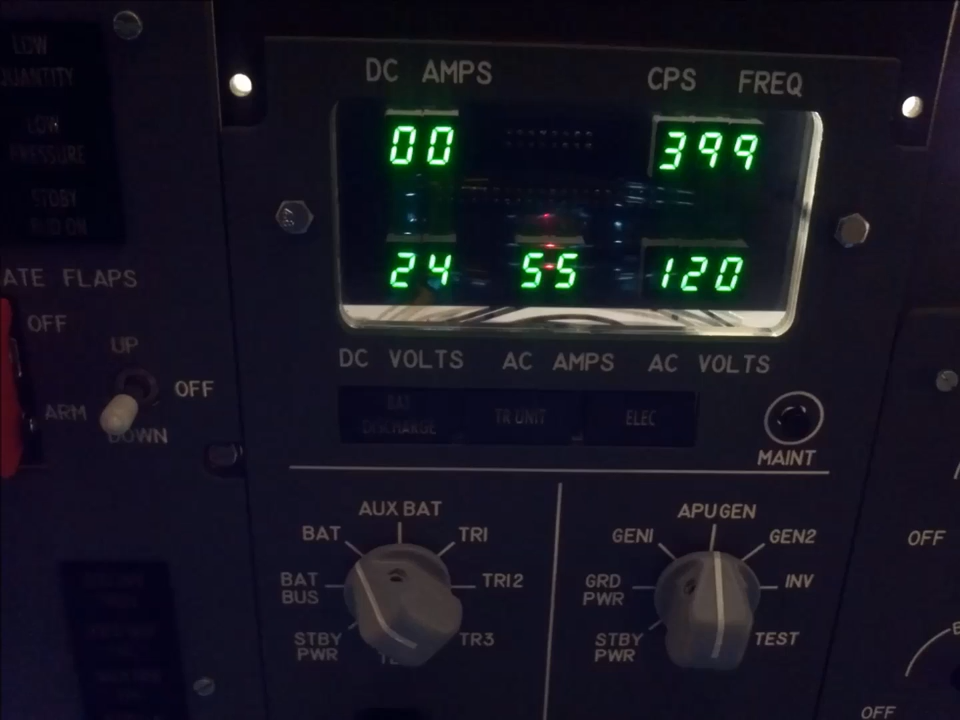 LOW
QUANTITY
LOW
PRESSURE
STBY
RUD ON
ATE FLAPS
OFF
UP
OFF
ARM
DOWN
DC AMPS
CPS FREQ
00
399
24
55
120
DC VOLTS
AC AMPS
AC VOLTS
BAT
DISCHARGE
TR UNIT
ELEC
MAINT
AUX BAT
BAT
TR1
BAT
BUS
TR12
STBY
PWR
TR3
APU GEN
GEN1
GEN2
GRD
PWR
INV
STBY
PWR
TEST
OFF
OFF